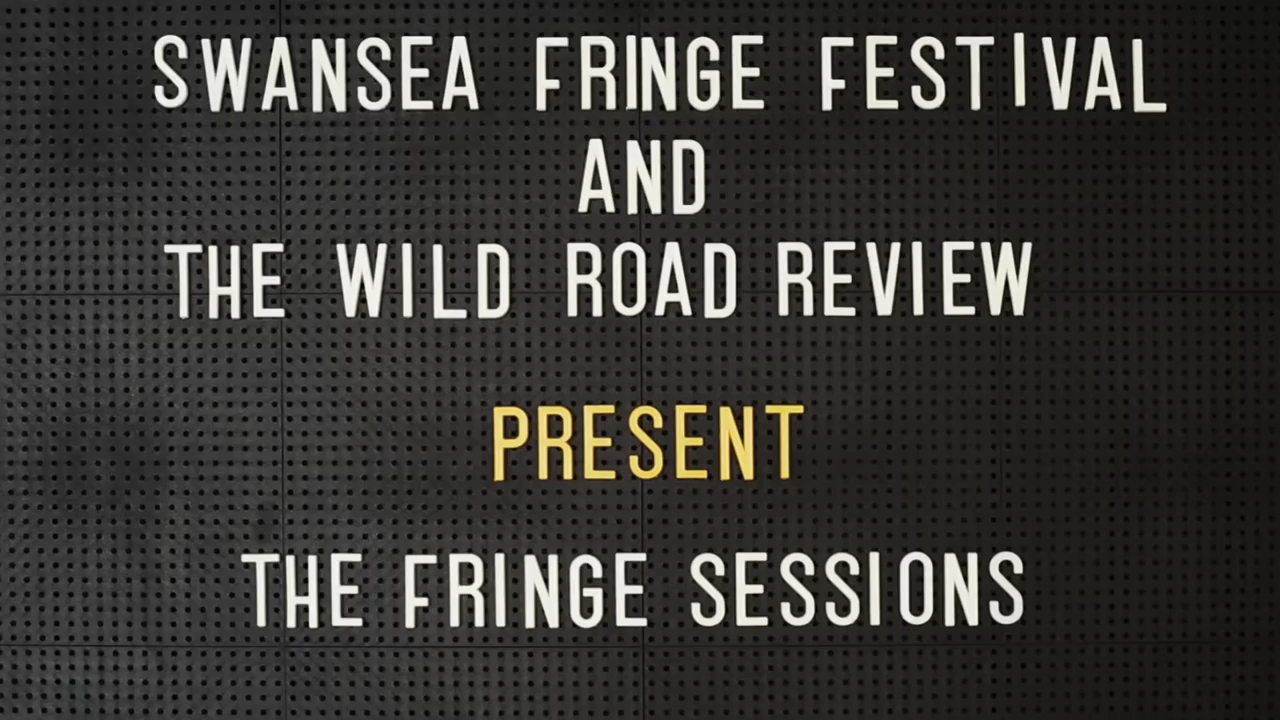 SWANSEA FRINGE FESTIVAL
AND
THE WILD ROAD REVIEW
PRESENT
THE FRINGE SESSIONS